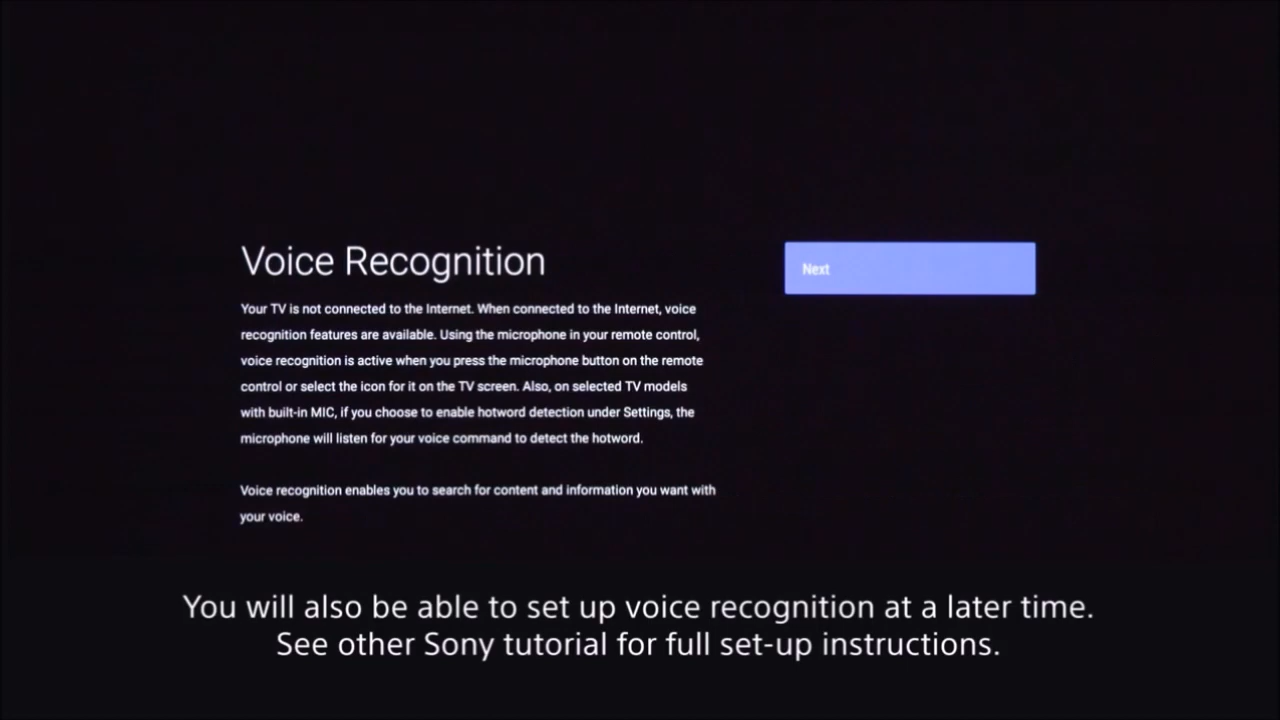 Voice Recognition
Next
Your TV is not connected to the Internet. When connected to the Internet, voice
recognition features are available. Using the microphone in your remote control,
voice recognition is active when you press the microphone button on the remote
control or select the icon for it on the TV screen. Also, on selected TV models
with built-in MIC, if you choose to enable hotword detection under Settings, the
microphone will listen for your voice command to detect the hotword.
Voice recognition enables you to search for content and information you want with
your voice.
You will also be able to set up voice recognition at a later time.
See other Sony tutorial for full set-up instructions.